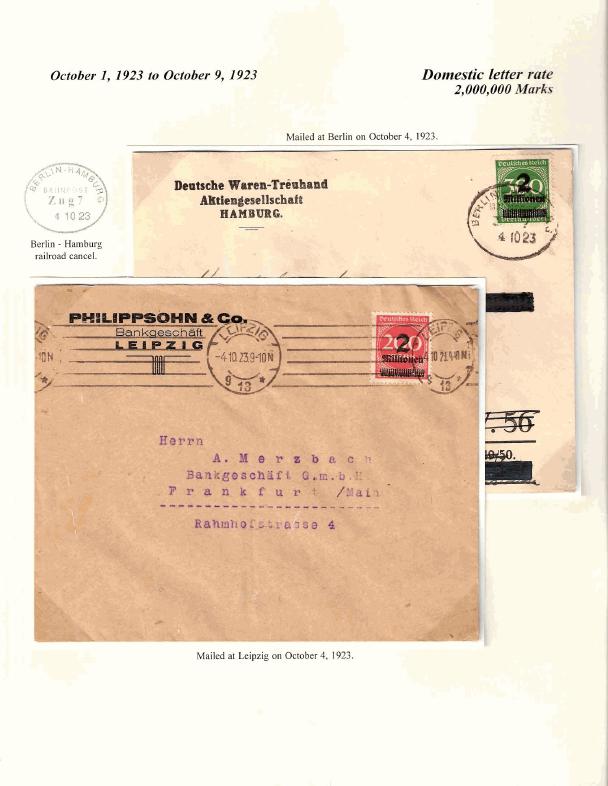 October 1, 1923 to October 9, 1923
Domestic letter rate
2,000,000 Marks
Mailed at Berlin on October 4, 1923.
BERLIN-HAMBURG
BAHNPOST
Zug 7
4 10 23
Berlin - Hamburg
railroad cancel.
Deutsche Waren-Treuhand
Aktiengesellschaft
HAMBURG.
Deutsches Reich
2
Millionen
BERLIN
4 10 23
PHILIPPSOHN & Co.
Bankgeschäft
LEIPZIG
LEIPZIG
-4.10.23.9-10N
9 13 *
Deutsches Reich
200
2
Millionen
LEIPZIG
9 13 *
Herrn
A. Merzbach
Bankgeschäft G.m.b.H
Frankfurt /Main
Rahmhofstrasse 4
Mailed at Leipzig on October 4, 1923.